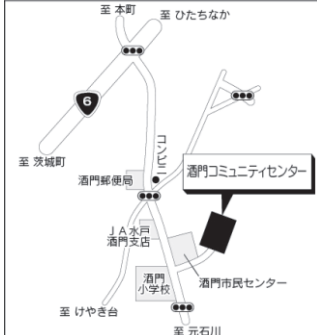 至 本町
至 ひたちなか
6
至 茨城町
コンビニ
酒門郵便局
酒門コミュニティセンター
JA水戸
酒門支店
酒門
小学校
酒門市民センター
至 けやき台
至 元石川